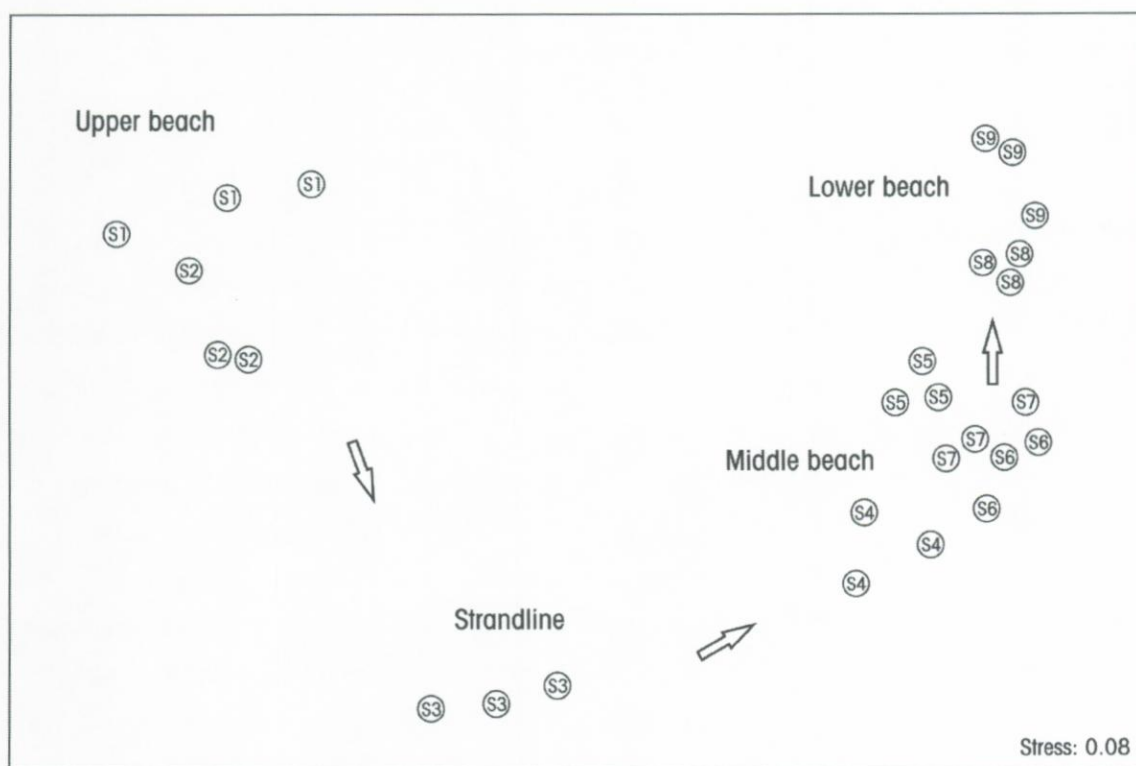 Upper beach
S1
S1
S1
S2
S2
S2
Strandline
S3
S3
S3
Middle beach
S4
S4
S4
S5
S5
S5
S7
S7
S7
S6
S6
S6
Lower beach
S9
S9
S9
S8
S8
S8
Stress: 0.08